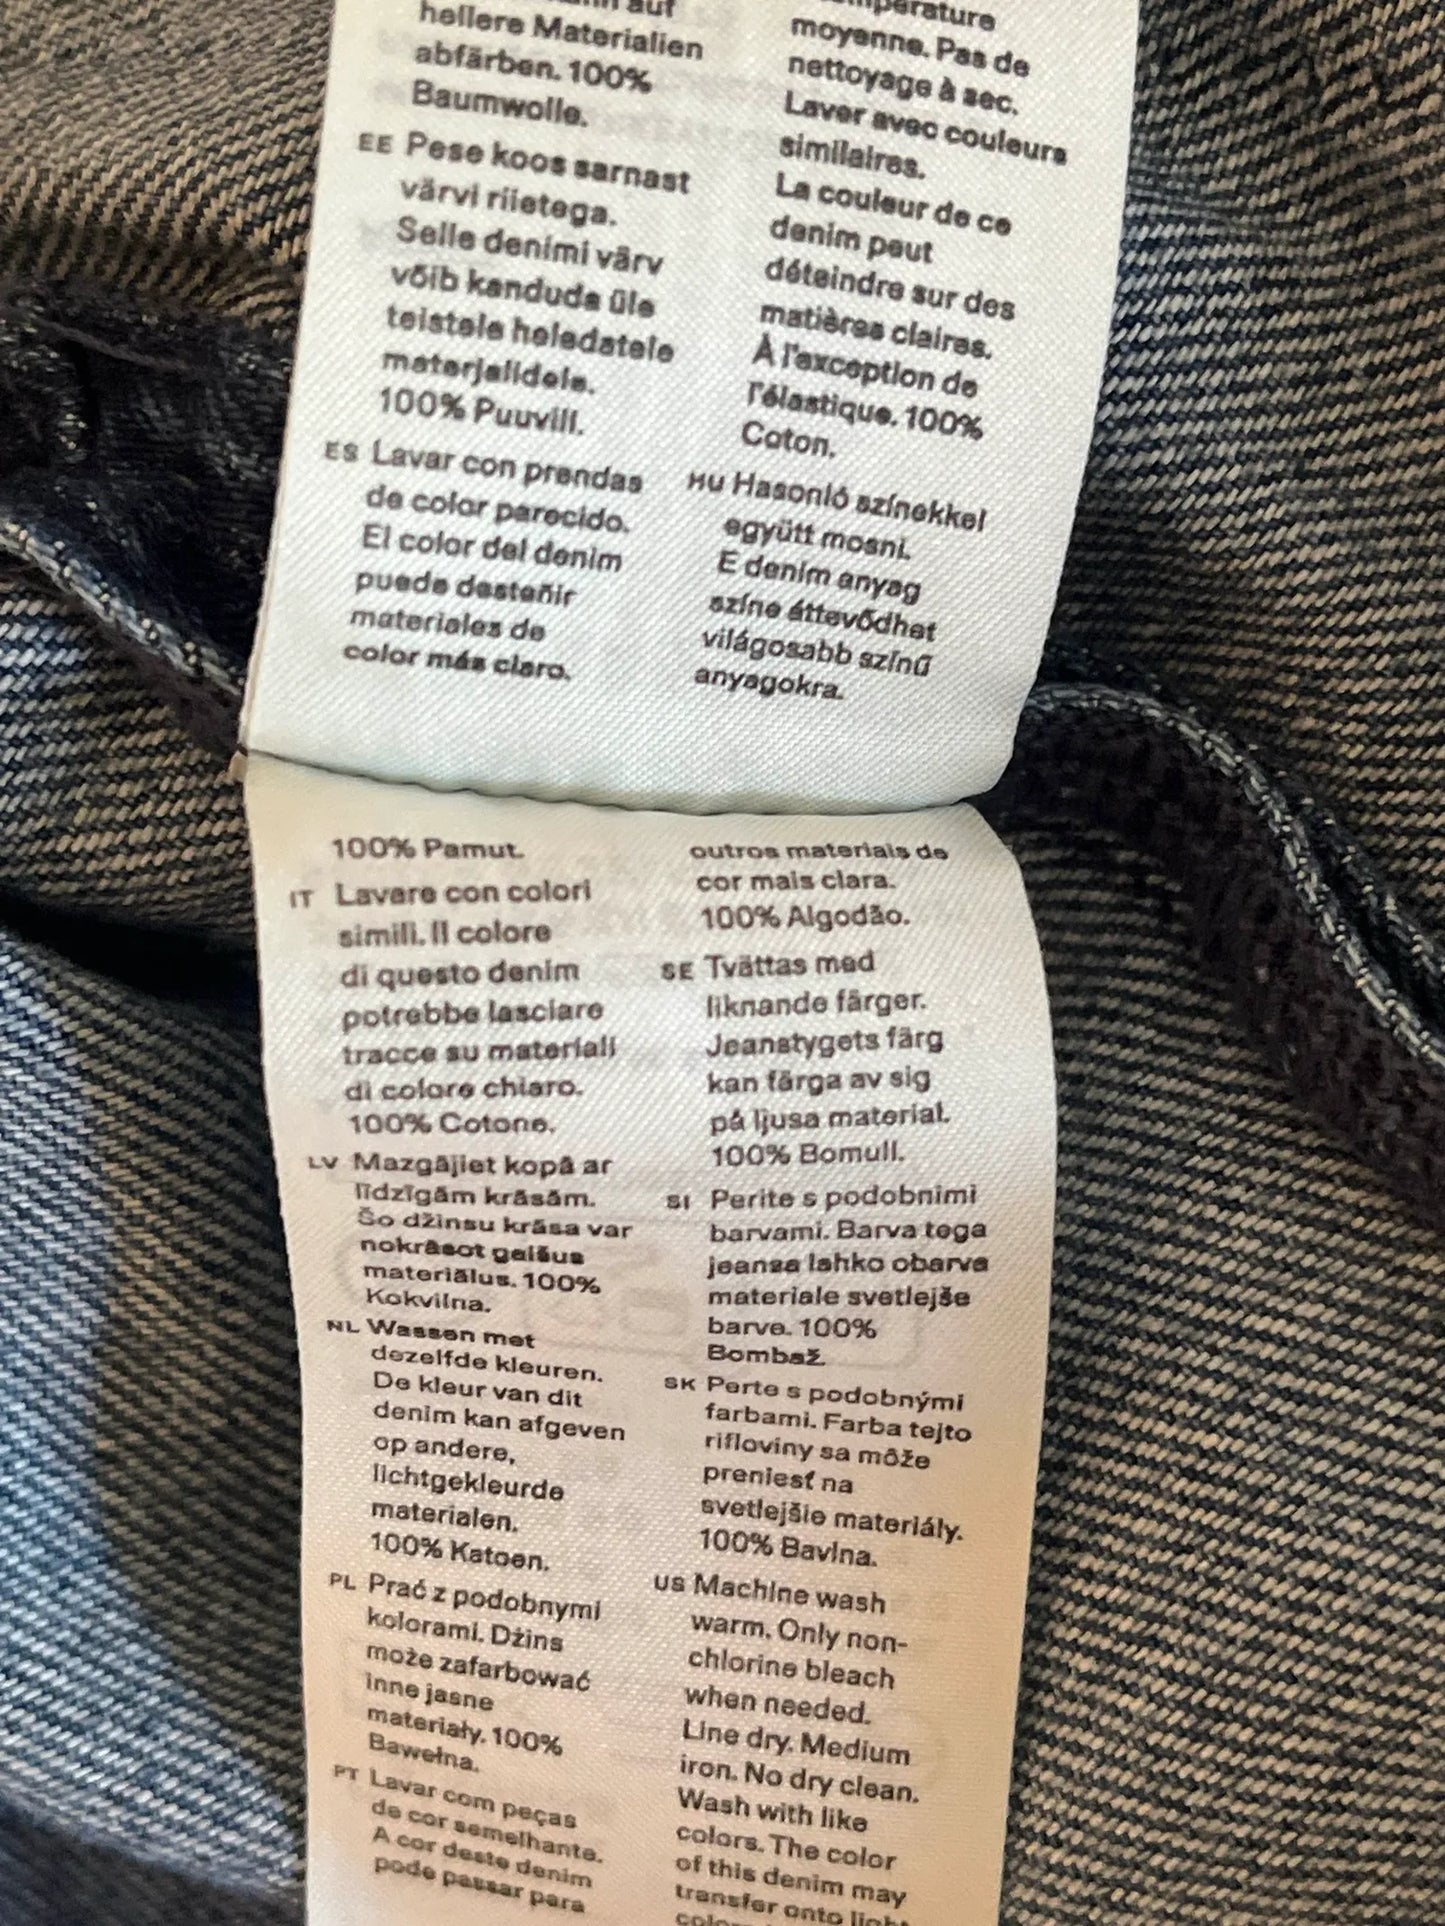 hellere Materialien
abfärben. 100%
Baumwolle.
EE Pese koos sarnast
värvi riietega.
Selle denimi värv
võib kanduda üle
teistele heledatele
materjalidele.
100% Puuvill.
ES Lavar con prendas
de color parecido.
El color del denim
puede desteñir
materiales de
color más claro.
moyenne. Pas de
nettoyage à sec.
Laver avec couleurs
similaires.
La couleur de ce
denim peut
déteindre sur des
matières claires.
À l'exception de
l'élastique. 100%
Coton.
HU Hasonló színekkel
együtt mosni.
E denim anyag
színe áttevődhet
világosabb színű
anyagokra.
100% Pamut.
IT Lavare con colori
simili. Il colore
di questo denim
potrebbe lasciare
tracce su materiali
di colore chiaro.
100% Cotone.
LV Mazgājiet kopā ar
līdzīgām krāsām.
Šo džinsu krāsa var
nokrāsot gaišus
materiālus. 100%
Kokvilna.
NL Wassen met
dezelfde kleuren.
De kleur van dit
denim kan afgeven
op andere,
lichtgekleurde
materialen.
100% Katoen.
PL Prać z podobnymi
kolorami. Dżins
może zafarbować
inne jasne
materiały. 100%
Bawełna.
PT Lavar com peças
de cor semelhante.
A cor deste denim
pode passar para
outros materiais de
cor mais clara.
100% Algodão.
SE Tvättas med
liknande färger.
Jeanstygets färg
kan färga av sig
på ljusa material.
100% Bomull.
SI Perite s podobnimi
barvami. Barva tega
jeansa lahko obarva
materiale svetlejše
barve. 100%
Bombaž.
SK Perte s podobnými
farbami. Farba tejto
rifloviny sa môže
preniesť na
svetlejšie materiály.
100% Bavlna.
US Machine wash
warm. Only non-
chlorine bleach
when needed.
Line dry. Medium
iron. No dry clean.
Wash with like
colors. The color
of this denim may
transfer onto light